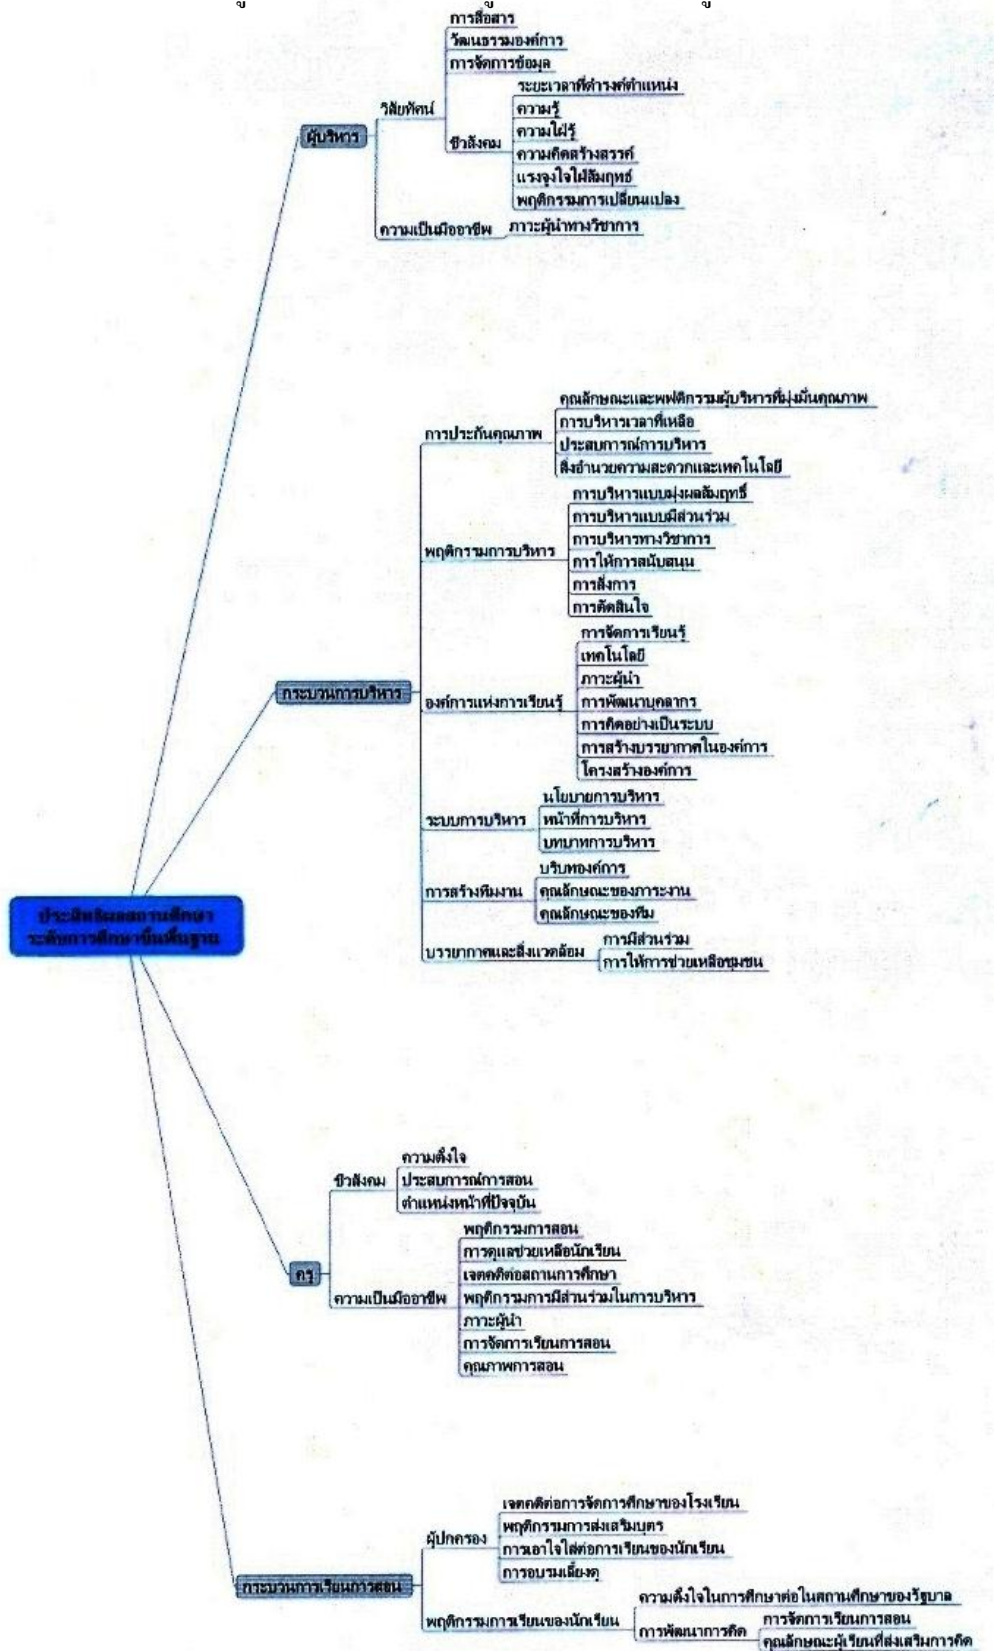 การสื่อสาร
วัฒนธรรมองค์การ
การจัดการข้อมูล
ระยะเวลาที่ดำรงค์ตำแหน่ง
วิสัยทัศน์
ความรู้
ผู้บริหาร
ความใฝ่รู้
ชีวสังคม
ความคิดสร้างสรรค์
แรงจูงใจใฝ่สัมฤทธ์
พฤติกรรมการเปลี่ยนแปลง
ความเป็นมืออาชีพ
ภาวะผู้นำทางวิชาการ
คุณลักษณะและพฟติกรรมผู้บริหารที่มุ่งมั่นคุณภาพ
การบริหารเวลาที่เหลือ
การประกันคุณภาพ
ประสบการณ์การบริหาร
สิ่งอำนวยความสะดวกและเทคโนโลยี
การบริหารแบบมุ่งผลสัมฤทธิ์
การบริหารแบบมีส่วนร่วม
การบริหารทางวิชาการ
พฤติกรรมการบริหาร
การให้การสนับสนุน
การสั่งการ
การตัดสินใจ
การจัดการเรียนรู้
เทคโนโลยี
ภาวะผู้นำ
กระบวนการบริหาร
องค์การแห่งการเรียนรู้
การพัฒนาบุคลากร
การคิดอย่างเป็นระบบ
การสร้างบรรยากาศในองค์การ
โครงสร้างองค์การ
นโยบายการบริหาร
ระบบการบริหาร
หน้าที่การบริหาร
บทบาทการบริหาร
บริบทองค์การ
การสร้างทีมงาน
คุณลักษณะของภาระงาน
คุณลักษณะของทีม
ประสิทธิผลสถานศึกษา
ระดับการศึกษาขั้นพื้นฐาน
บรรยากาศและสิ่งแวดล้อม
การมีส่วนร่วม
การให้การช่วยเหลือชุมชน
ความตั้งใจ
ชีวสังคม
ประสบการณ์การสอน
ตำแหน่งหน้าที่ปัจจุบัน
พฤติกรรมการสอน
การดูแลช่วยเหลือนักเรียน
ครู
เจตคติต่อสถานการศึกษา
ความเป็นมืออาชีพ
พฤติกรรมการมีส่วนร่วมในการบริหาร
ภาวะผู้นำ
การจัดการเรียนการสอน
คุณภาพการสอน
เจตคติต่อการจัดการศึกษาของโรงเรียน
พฤติกรรมการส่งเสริมบุตร
ผู้ปกครอง
การเอาใจใส่ต่อการเรียนของนักเรียน
การอบรมเลี้ยงดู
กระบวนการเรียนการสอน
ความตั้งใจในการศึกษาต่อในสถานศึกษาของรัฐบาล
พฤติกรรมการเรียนของนักเรียน
การจัดการเรียนการสอน
การพัฒนาการคิด
คุณลักษณะผู้เรียนที่ส่งเสริมการคิด